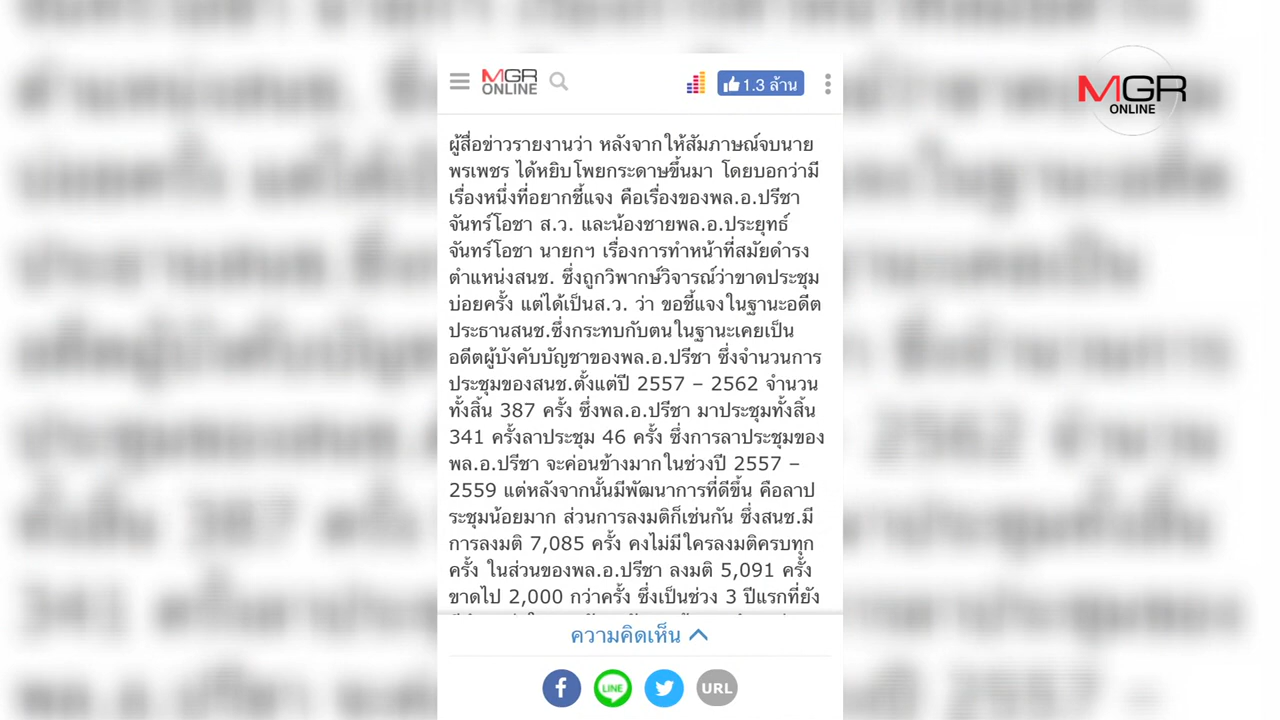 MGR
ONLINE
1.3 ล้าน
MGR
ONLINE
ผู้สื่อข่าวรายงานว่า หลังจากให้สัมภาษณ์จบนาย
พรเพชร ได้หยิบโพยกระดาษขึ้นมา โดยบอกว่ามี
เรื่องหนึ่งที่อยากชี้แจง คือเรื่องของพล.อ.ปรีชา
จันทร์โอชา ส.ว. และน้องชายพล.อ.ประยุทธ์
จันทร์โอชา นายกฯ เรื่องการทำหน้าที่สมัยดำรง
ตำแหน่งสนช. ซึ่งถูกวิพากษ์วิจารณ์ว่าขาดประชุม
บ่อยครั้ง แต่ได้เป็นส.ว. ว่า ขอชี้แจงในฐานะอดีต
ประธานสนช.ซึ่งกระทบกับตนในฐานะเคยเป็น
อดีตผู้บังคับบัญชาของพล.อ.ปรีชา ซึ่งจำนวนการ
ประชุมของสนช.ตั้งแต่ปี 2557 – 2562 จำนวน
ทั้งสิ้น 387 ครั้ง ซึ่งพล.อ.ปรีชา มาประชุมทั้งสิ้น
341 ครั้งลาประชุม 46 ครั้ง ซึ่งการลาประชุมของ
พล.อ.ปรีชา จะค่อนข้างมากในช่วงปี 2557 –
2559 แต่หลังจากนั้นมีพัฒนาการที่ดีขึ้น คือลาป
ระชุมน้อยมาก ส่วนการลงมติก็เช่นกัน ซึ่งสนช.มี
การลงมติ 7,085 ครั้ง คงไม่มีใครลงมติครบทุก
ครั้ง ในส่วนของพล.อ.ปรีชา ลงมติ 5,091 ครั้ง
ขาดไป 2,000 กว่าครั้ง ซึ่งเป็นช่วง 3 ปีแรกที่ยัง
ความคิดเห็น
LINE
URL